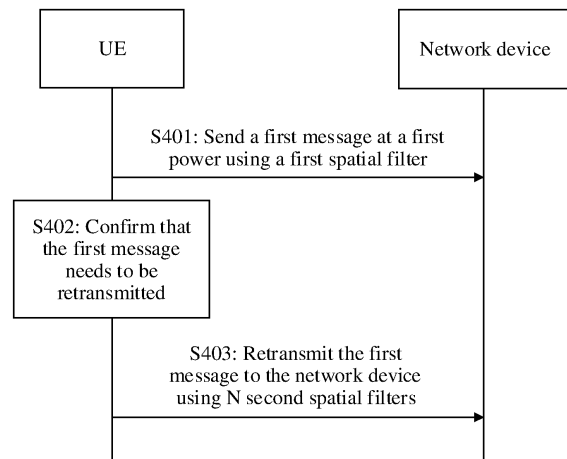 UE
Network device
S401: Send a first message at a first
power using a first spatial filter
S402: Confirm that
the first message
needs to be
retransmitted
S403: Retransmit the first
message to the network device
using N second spatial filters